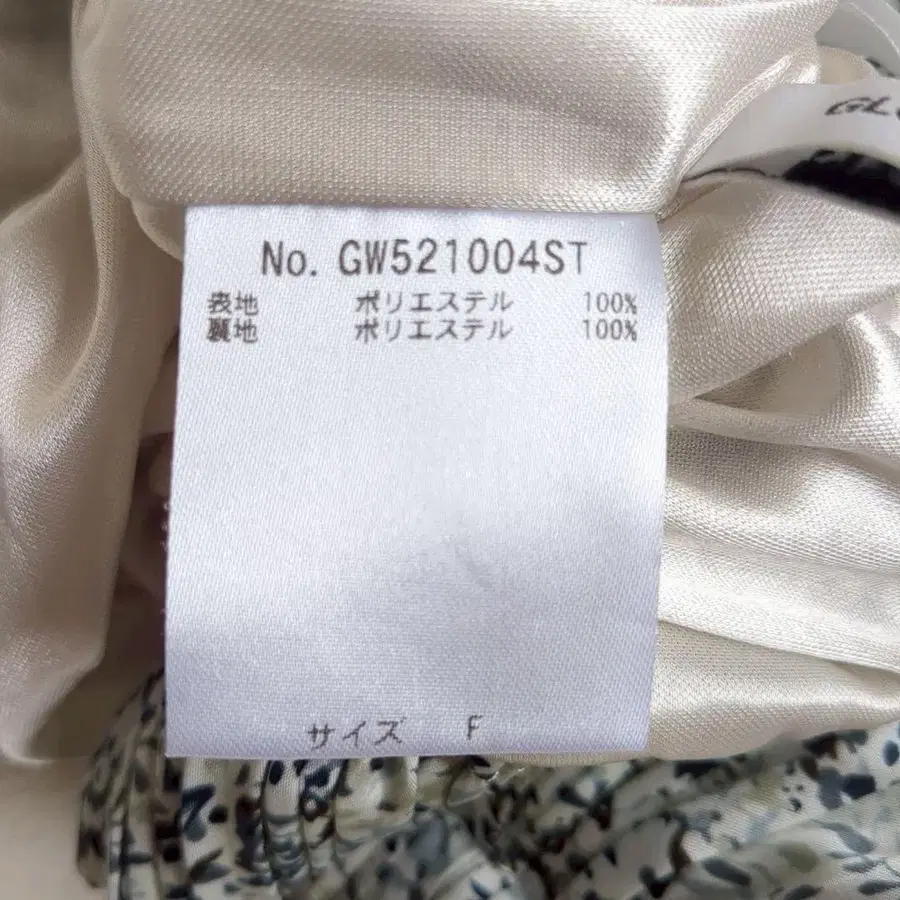 No. GW521004ST
表地 ポリエステル 100%
裏地 ポリエステル 100%
サイズ F